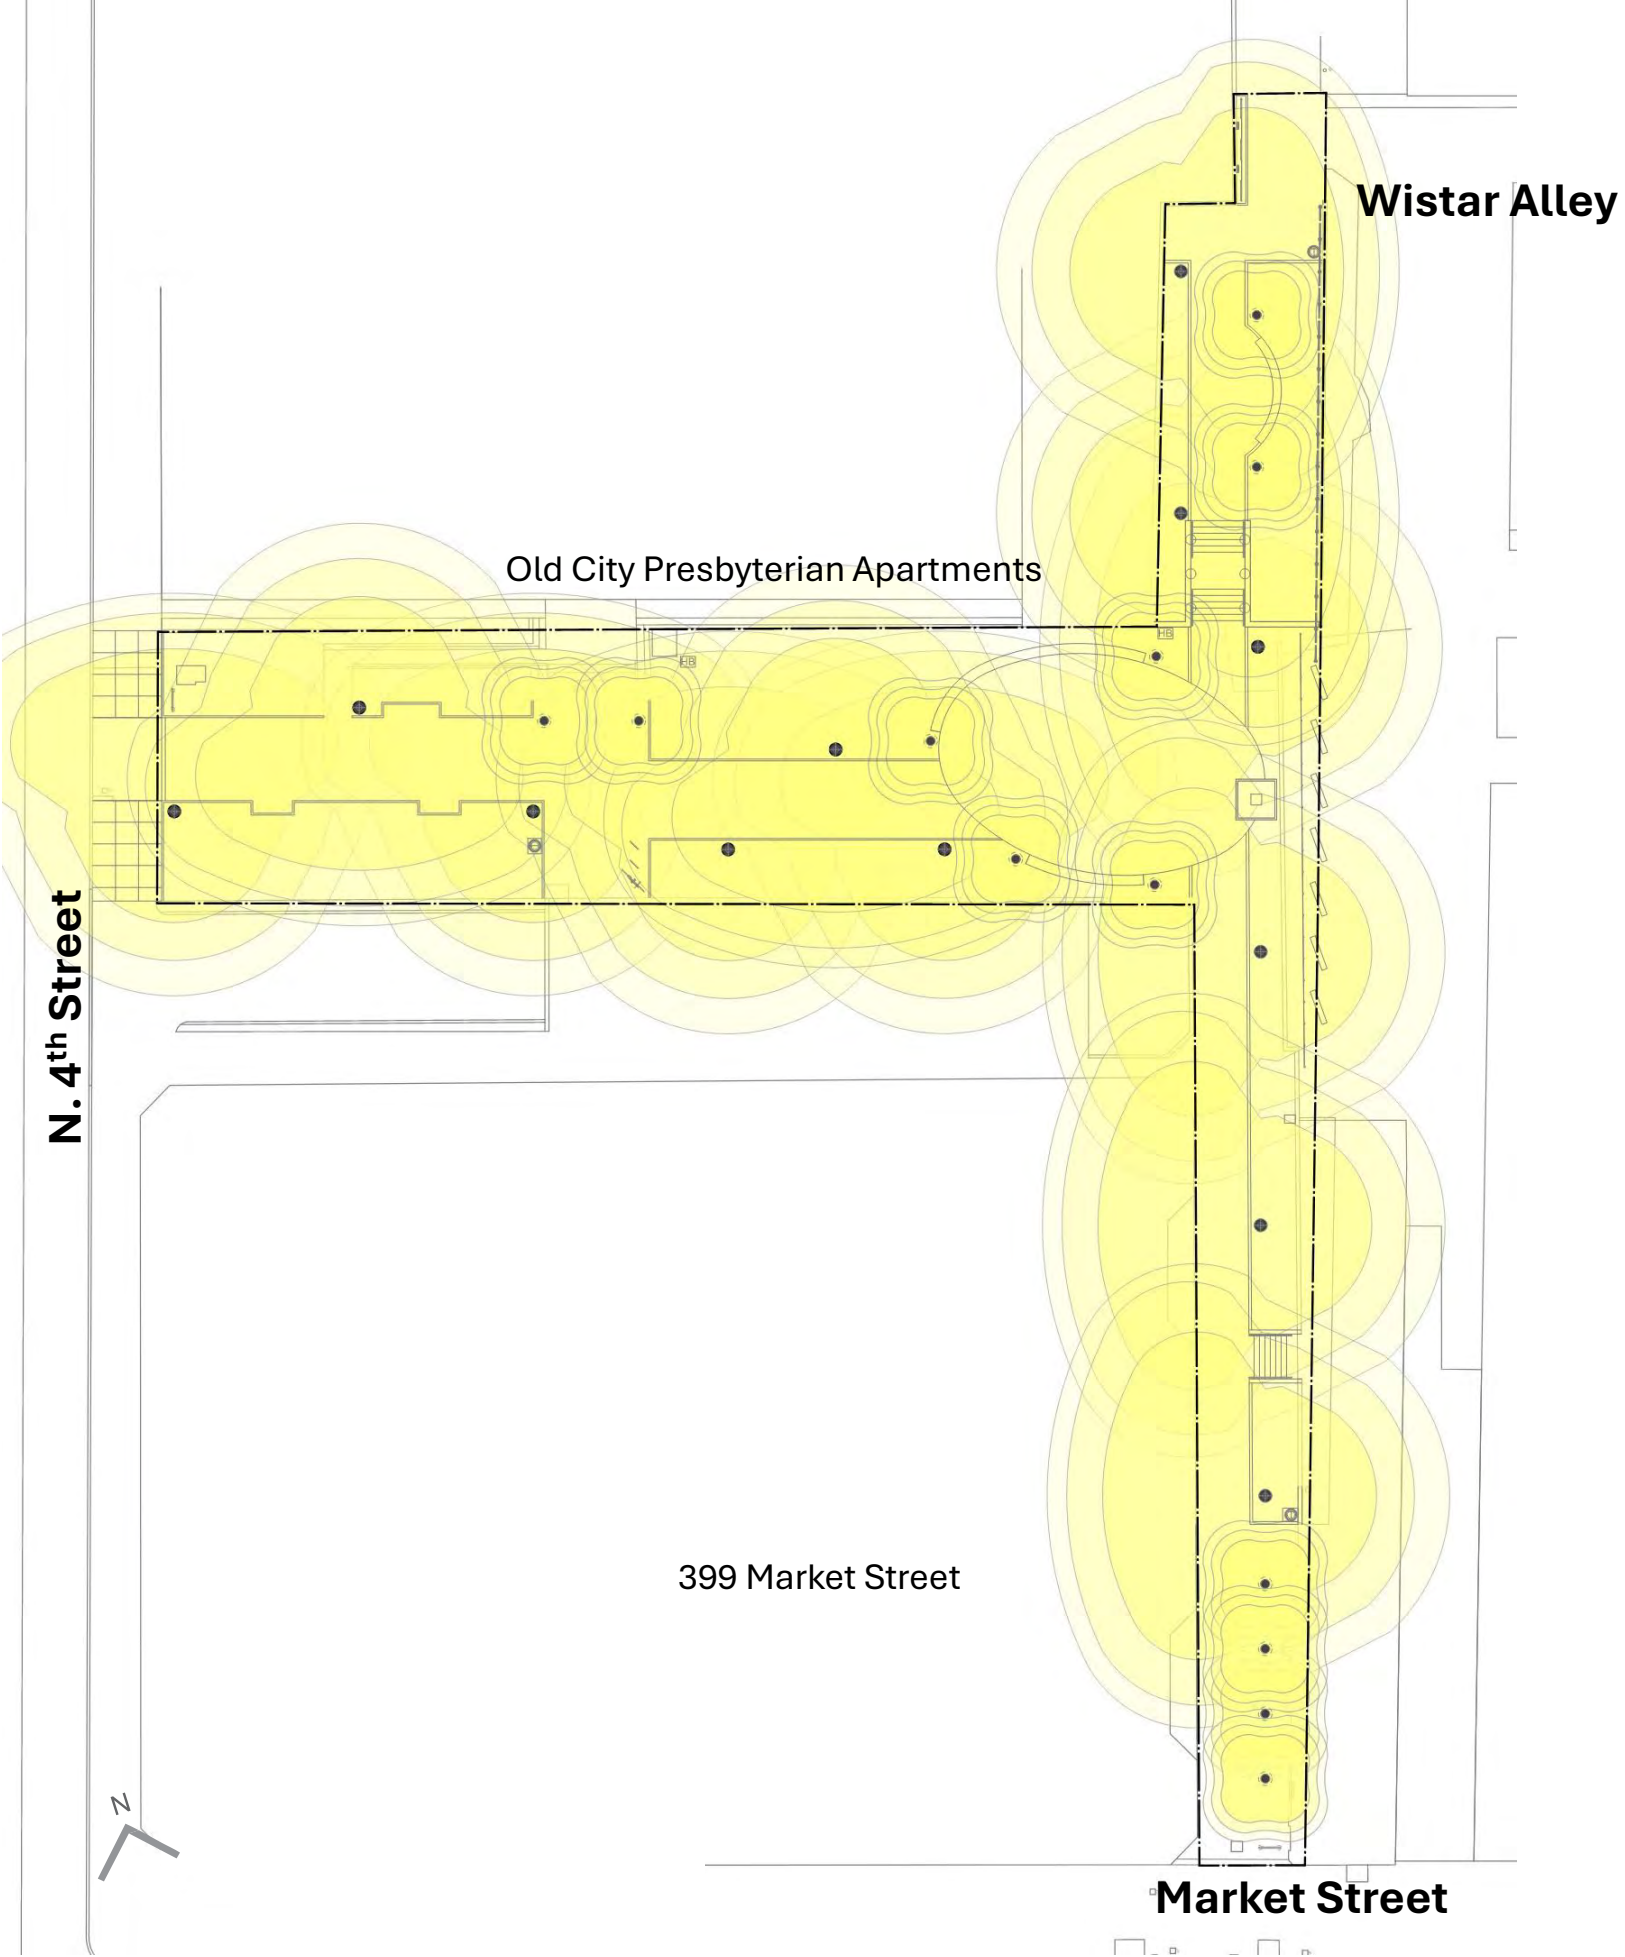 Wistar Alley
Old City Presbyterian Apartments
HB
HB
N. 4th Street
399 Market Street
N
Market Street